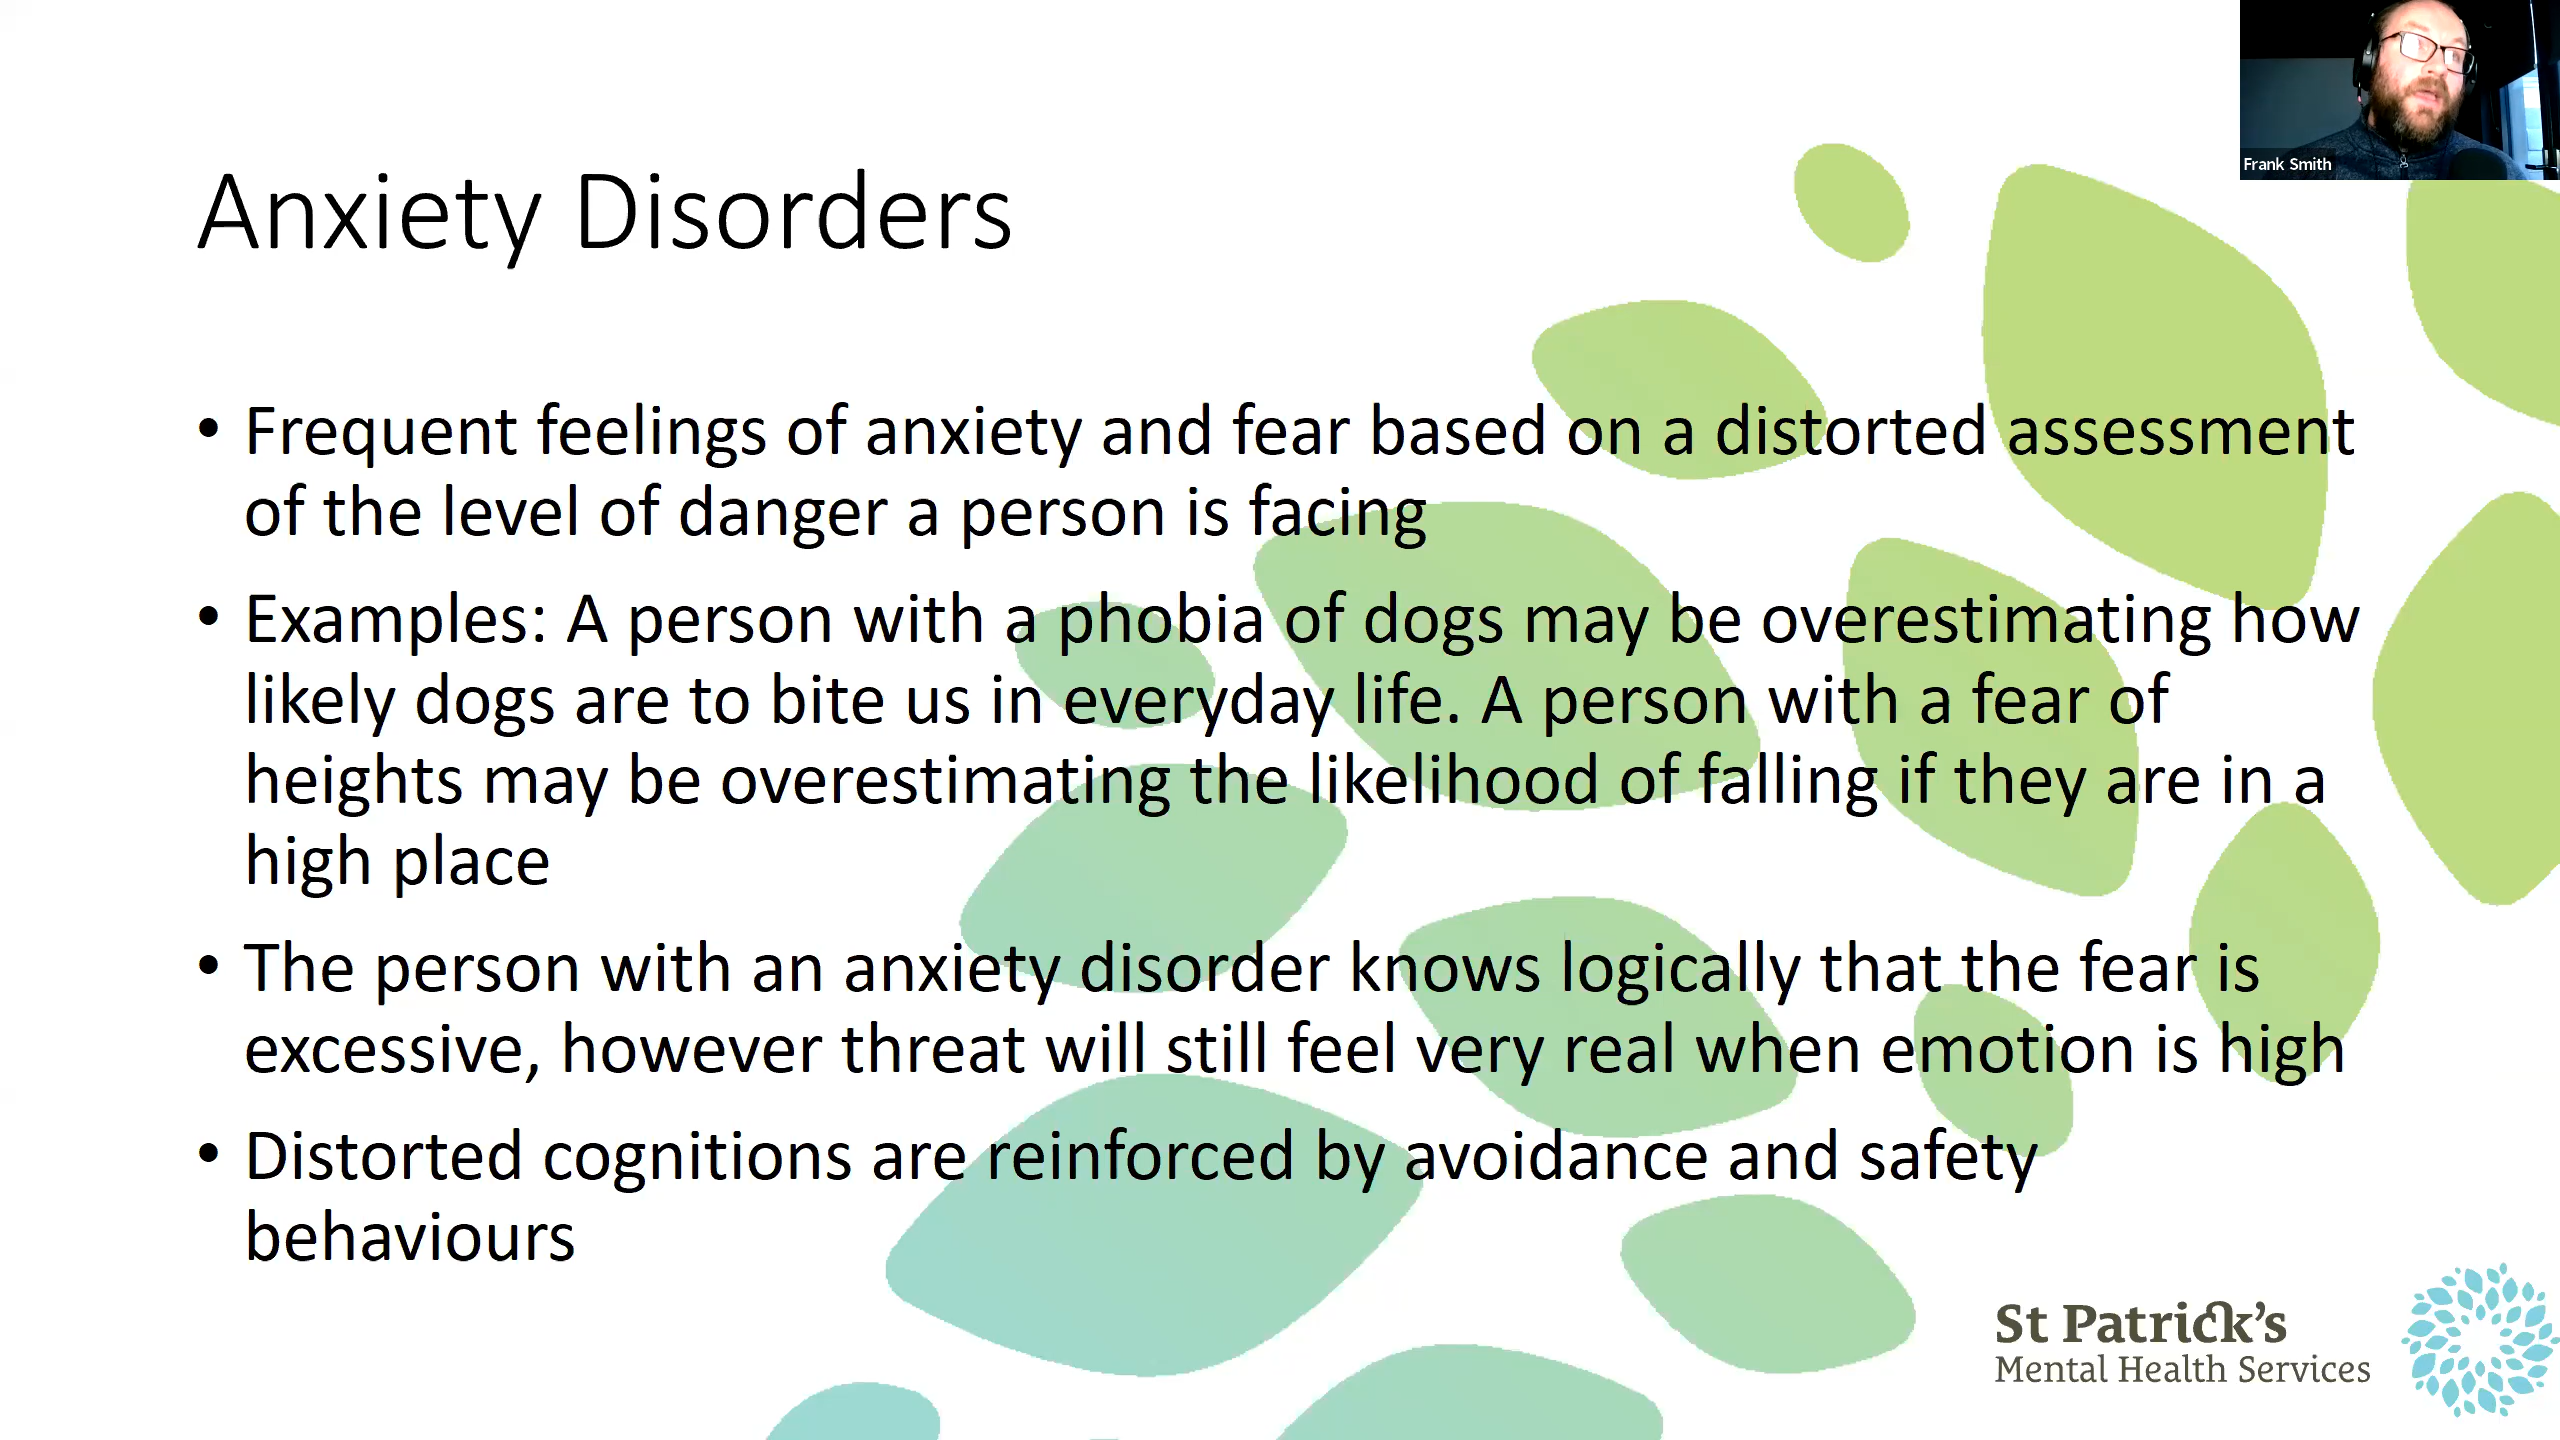 Frank Smith
Anxiety Disorders
• Frequent feelings of anxiety and fear based on a distorted assessment
of the level of danger a person is facing
• Examples: A person with a phobia of dogs may be overestimating how
likely dogs are to bite us in everyday life. A person with a fear of
heights may be overestimating the likelihood of falling if they are in a
high place
• The person with an anxiety disorder knows logically that the fear is
excessive, however threat will still feel very real when emotion is high
• Distorted cognitions are reinforced by avoidance and safety
behaviours
St Patrick's
Mental Health Services